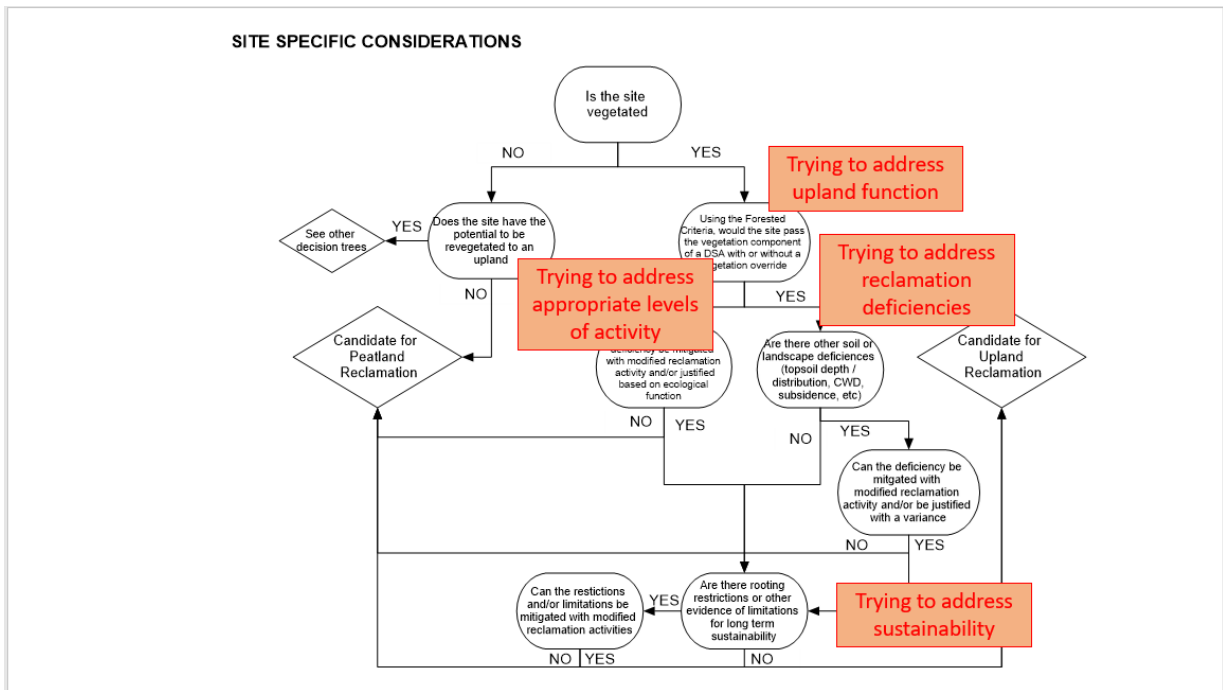 SITE SPECIFIC CONSIDERATIONS
Is the site
vegetated
NO
YES
Trying to address
upland function
See other
decision trees
YES
Does the site have the
potential to be
revegetated to an
upland
Using the Forested
Criteria, would the site pass
the vegetation component
of a DSA with or without a
getation override
NO
Trying to address
appropriate levels
of activity
YES
Trying to address
reclamation
deficiencies
Candidate for
Peatland
Reclamation
deficiency be mitigated
with modified reclamation
activity and/or justified
based on ecological
function
Are there other soil or
landscape deficiences
(topsoil depth /
distribution, CWD,
subsidence, etc)
Candidate for
Upland
Reclamation
NO
YES
NO
YES
Can the deficiency be
mitgated with
modified reclamation
activity and/or be justified
with a variance
NO
YES
Can the restictions
and/or limitations be
mitigated with modified
reclamation activities
YES
Are there rooting
restrictions or other
evidence of limitations
for long term
sustainability
Trying to address
sustainability
NO
YES
NO